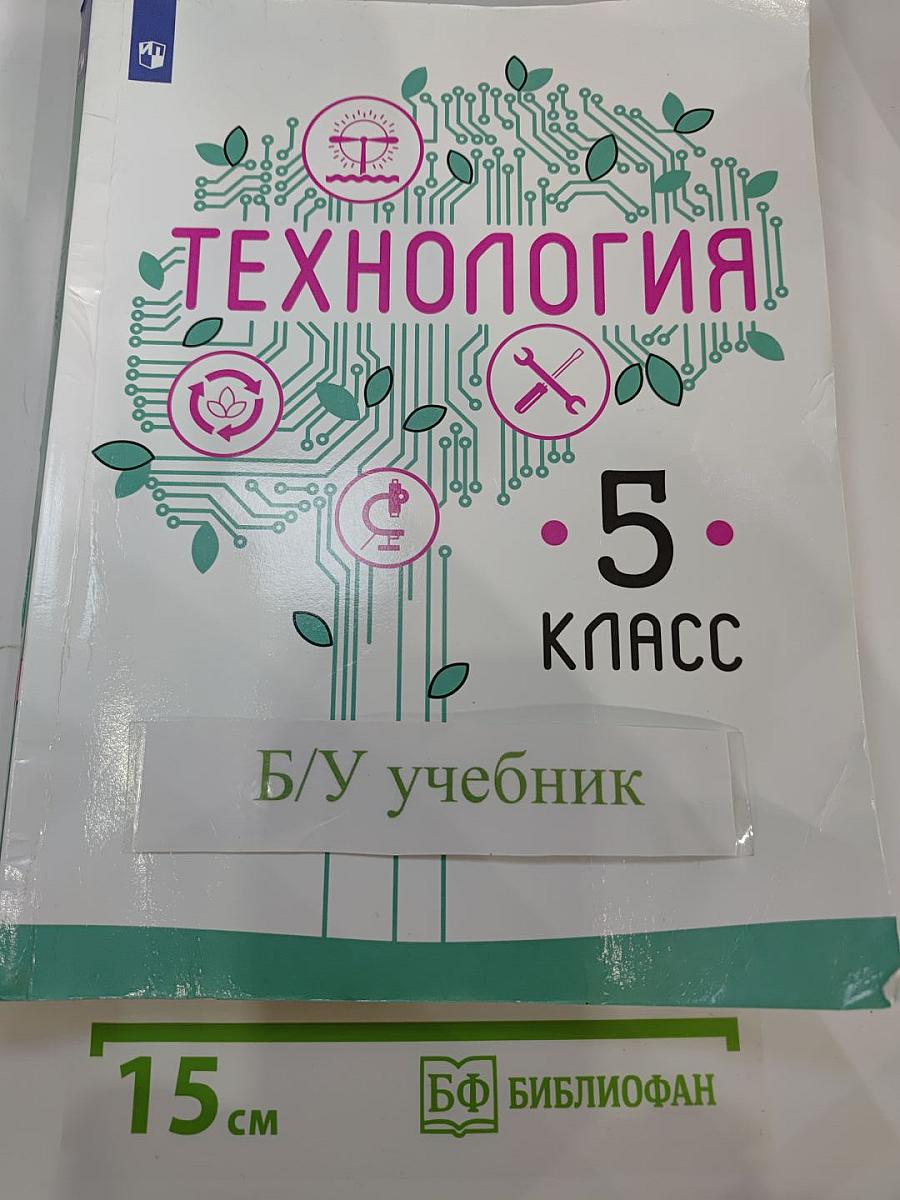 ТЕХНОЛОГИЯ
5
КЛАСС
Б/У учебник
15 см
БФ БИБЛИОФАН